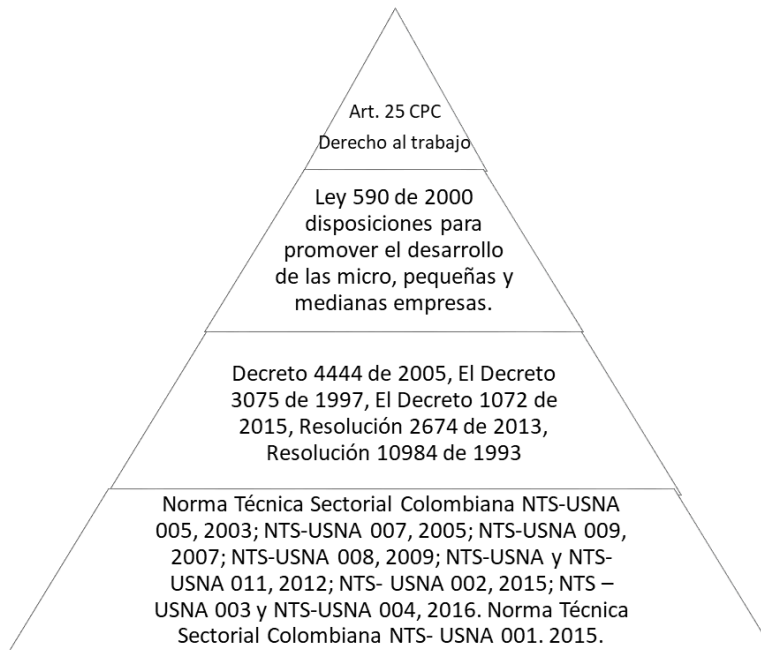 Art. 25 CPC
Derecho al trabajo
Ley 590 de 2000
disposiciones para
promover el desarrollo
de las micro, pequeñas y
medianas empresas.
Decreto 4444 de 2005, El Decreto
3075 de 1997, El Decreto 1072 de
2015, Resolución 2674 de 2013,
Resolución 10984 de 1993
Norma Técnica Sectorial Colombiana NTS-USNA
005, 2003; NTS-USNA 007, 2005; NTS-USNA 009,
2007; NTS-USNA 008, 2009; NTS-USNA y NTS-
USNA 011, 2012; NTS- USNA 002, 2015; NTS –
USNA 003 y NTS-USNA 004, 2016. Norma Técnica
Sectorial Colombiana NTS- USNA 001. 2015.